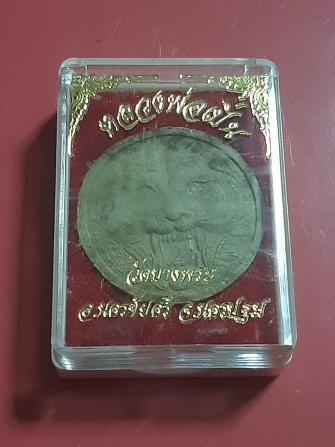 หลวงพ่อเปิ่น
วัดบางพระ
อ.นครชัยศรี จ.นครปฐม